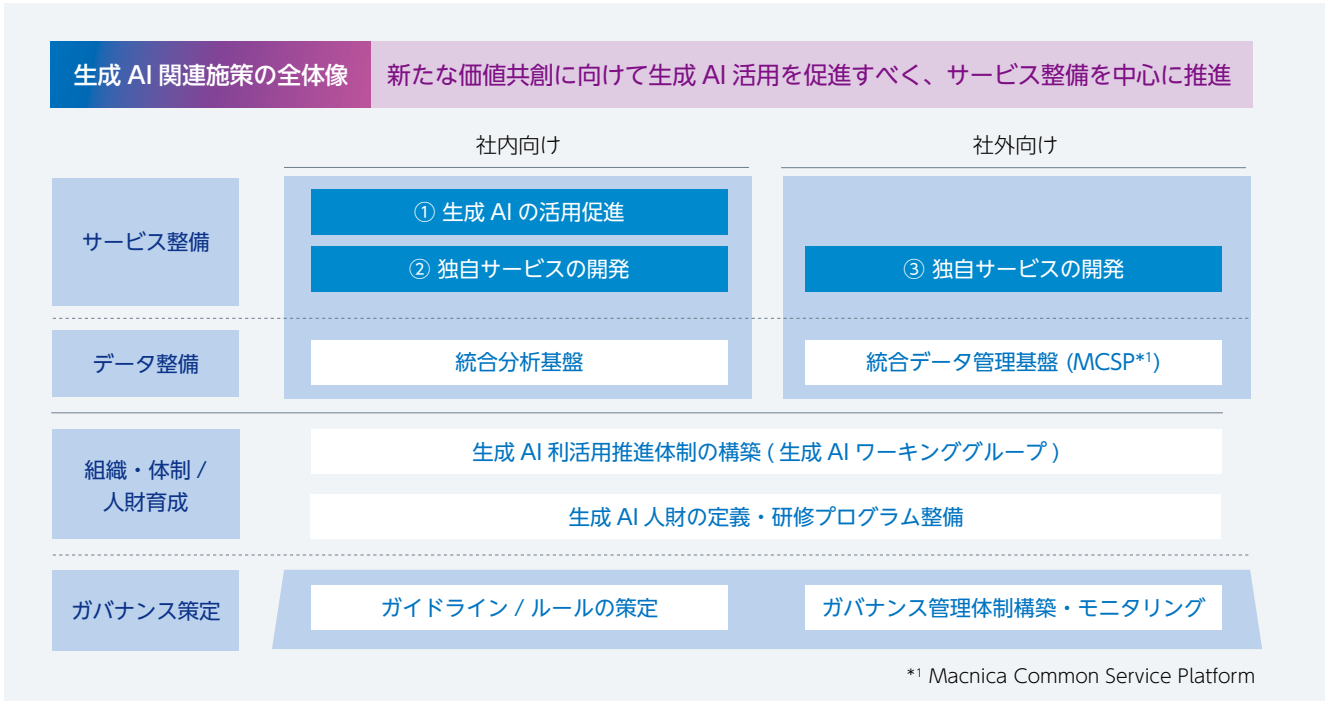 生成 AI 関連施策の全体像
新たな価値共創に向けて生成 AI 活用を促進すべく、サービス整備を中心に推進
社内向け
社外向け
サービス整備
① 生成 AI の活用促進
② 独自サービスの開発
③ 独自サービスの開発
データ整備
統合分析基盤
統合データ管理基盤 (MCSP*1)
組織・体制 /
人財育成
生成 AI 利活用推進体制の構築 ( 生成 AI ワーキンググループ )
生成 AI 人財の定義・研修プログラム整備
ガバナンス策定
ガイドライン / ルールの策定
ガバナンス管理体制構築・モニタリング
*1 Macnica Common Service Platform